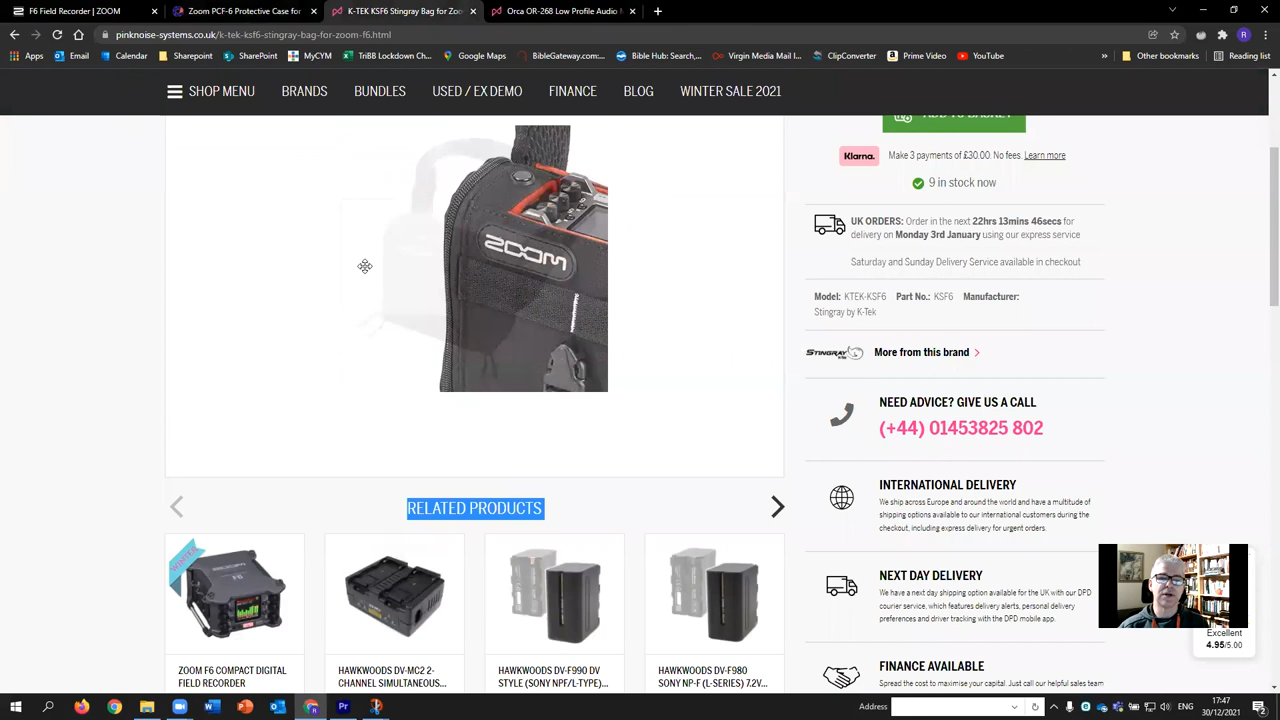 F6 Field Recorder | ZOOM
Zoom PCF-6 Protective Case for
K-TEK KSF6 Stingray Bag for Zoo
Orca OR-268 Low Profile Audio M
pinknoise-systems.co.uk/k-tek-ksf6-stingray-bag-for-zoom-f6.html
Apps
Email
Calendar
SharePoint
SharePoint
MyCYM
TitBB Lockdown Ch...
Google Maps
BibleGateway.com:...
Bible Hub: Search,...
Virgin Media Mail I...
ClipConverter
Prime Video
YouTube
»
Other bookmarks
Reading list
SHOP MENU
BRANDS
BUNDLES
USED / EX DEMO
FINANCE
BLOG
WINTER SALE 2021
ADD TO BASKET
Klarna. Make 3 payments of £30.00. No fees. Learn more
9 in stock now
UK ORDERS: Order in the next 22hrs 13mins 46secs for
delivery on Monday 3rd January using our express service
Saturday and Sunday Delivery Service available in checkout
Model: KTEK-KSF6 Part No.: KSF6 Manufacturer:
Stingray by K-Tek
STINGRAY
More from this brand
NEED ADVICE? GIVE US A CALL
(+44) 01453825 802
ZOOM
RELATED PRODUCTS
INTERNATIONAL DELIVERY
We ship across Europe and around the world and have a multitude of
shipping options available to our international customers during the
checkout, including express delivery for urgent orders.
NEXT DAY DELIVERY
We have a next day shipping option available for the UK with our DPD
courier service, which features delivery alerts, personal delivery
preferences and driver tracking with the DPD mobile app.
FINANCE AVAILABLE
Spread the cost to maximise your capital. Just call our helpful sales team
WINTER
ZOOM F6 COMPACT DIGITAL
FIELD RECORDER
HAWKWOODS DV-MC2 2-
CHANNEL SIMULTANEOUS...
HAWKWOODS DV-F990 DV
STYLE (SONY NPF/L-TYPE)...
HAWKWOODS DV-F980
SONY NP-F (L-SERIES) 7.2V...
Excellent
4.95/5.00
Address
ENG
17:47
30/12/2021
2